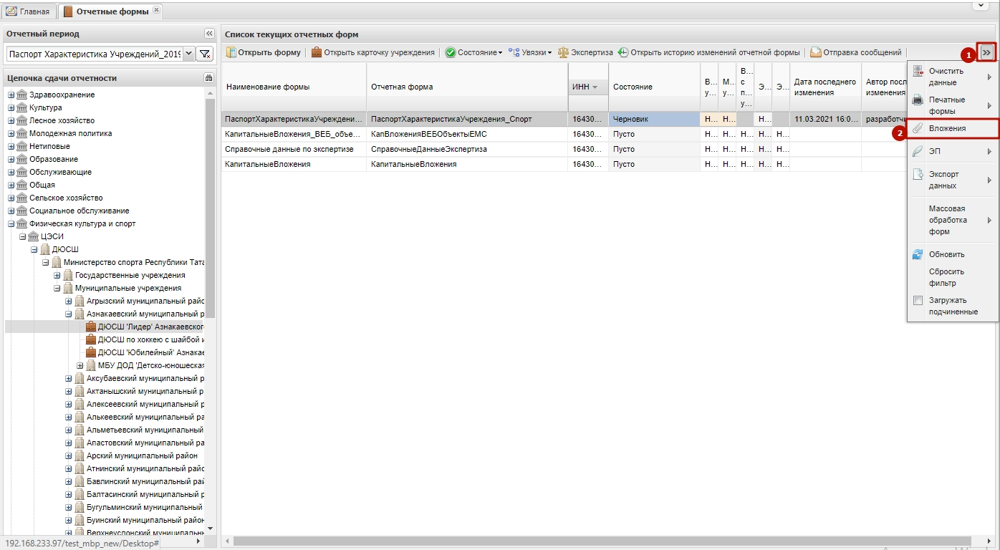 Главная
Отчетные формы
Отчетный период
Паспорт Характеристика Учреждений_2019
Цепочка сдачи отчетности
Здравоохранение
Культура
Лесное хозяйство
Молодежная политика
Нетиповые
Образование
Обслуживающие
Общая
Сельское хозяйство
Социальное обслуживание
Физическая культура и спорт
ЦЭСИ
ДЮСШ
Министерство спорта Республики Тата
Государственные учреждения
Муниципальные учреждения
Агрызский муниципальный райо
Азнакаевский муниципальный р
ДЮСШ 'Лидер' Азнакаевског
ДЮСШ по хоккею с шайбой и
ДЮСШ 'Юбилейный' Азнакае
МБУ ДОД 'Детско-юношеская
Аксубаевский муниципальный р
Актанышский муниципальный р
Алексеевский муниципальный р
Алькеевский муниципальный ра
Альметьевский муниципальный
Апастовский муниципальный ра
Арский муниципальный район
Атнинский муниципальный райо
Бавлинский муниципальный рай
Балтасинский муниципальный р
Бугульминский муниципальный
Буинский муниципальный район
Верхнеуслонский муниципальны
192.168.233.97/test_mbp_new/Desktop#
Список текущих отчетных форм
Открыть форму Открыть карточку учреждения Состояние Увязки Экспертиза Открыть историю изменений отчетной формы Отправка сообщений
1
Наименование формы
Отчетная форма
ИНН
Состояние
В...
у...
М...
у...
В...
с
п...
у...
Э...
Э...
Дата последнего
изменения
Автор посл
изменения
ПаспортХарактеристикаУчреждени... ПаспортХарактеристикаУчреждения_Спорт 16430... Черновик Н... Н... Н... 11.03.2021 16:0... разработчи
КапитальныеВложения_ВЕБ_объе... КапВложенияВЕБОбъектыЕМС 16430... Пусто Н... Н... Н... Н... Н...
Справочные данные по экспертизе СправочныеДанныеЭкспертиза 16430... Пусто Н... Н... Н... Н... Н...
КапитальныеВложения КапитальныеВложения 16430... Пусто Н... Н... Н... Н... Н...
Очистить
данные
Печатные
формы
2
Вложения
ЭП
Экспорт
данных
Массовая
обработка
форм
Обновить
Сбросить
фильтр
Загружать
подчиненные